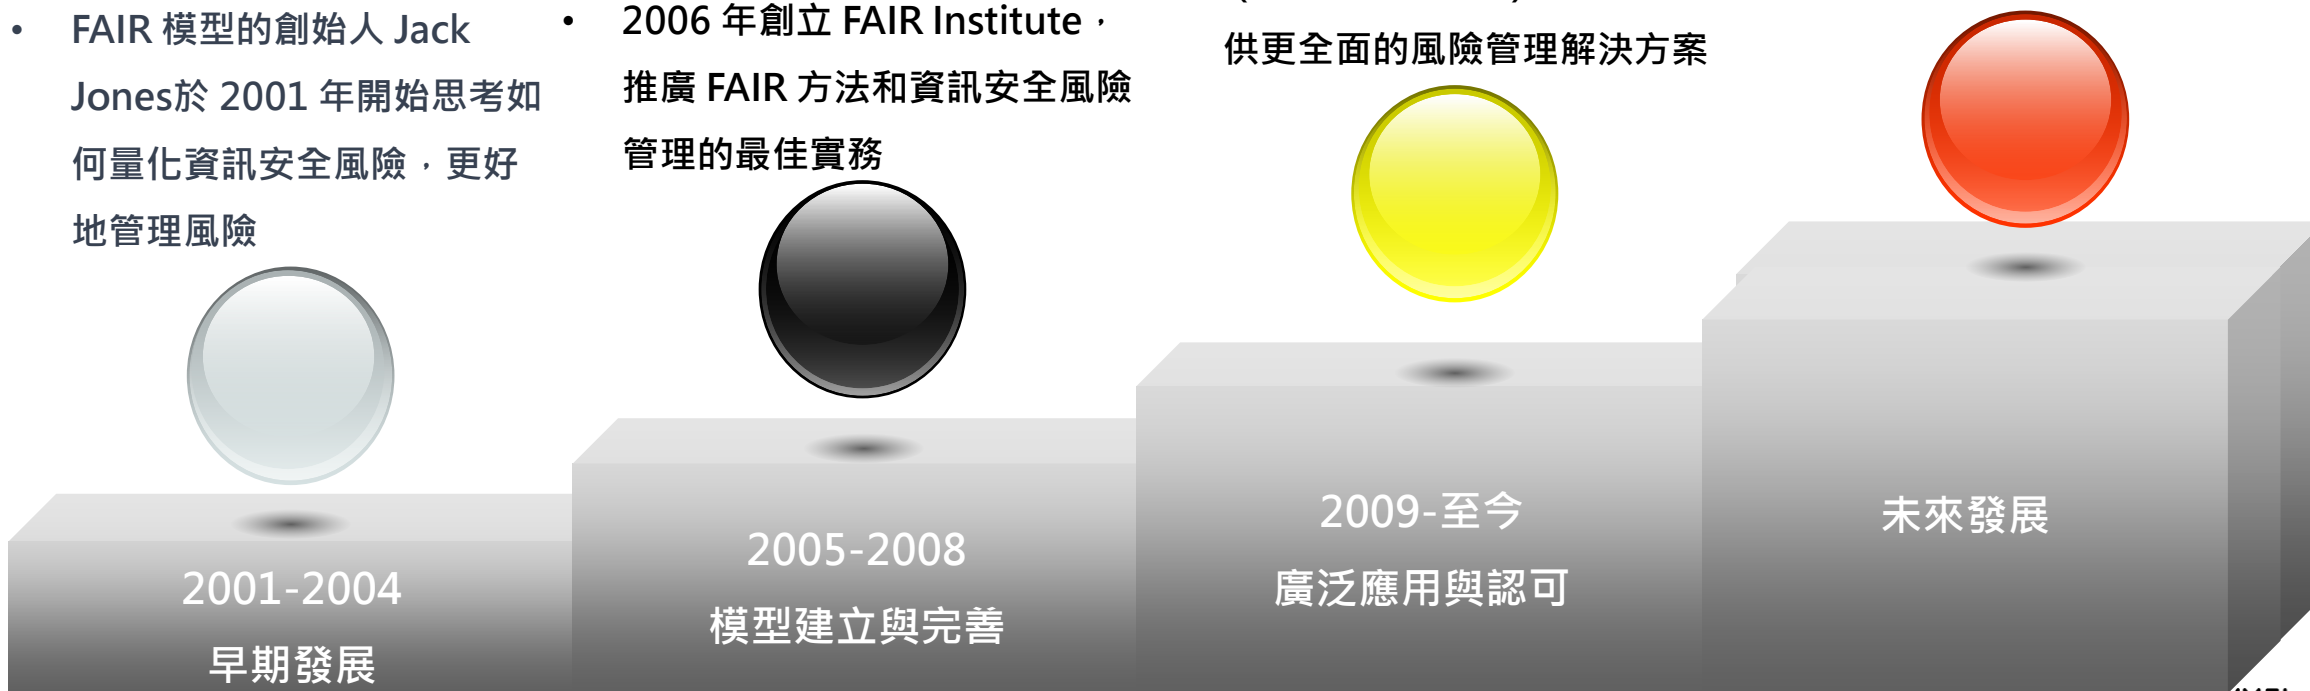 • FAIR 模型的創始人 Jack
Jones於 2001 年開始思考如
何量化資訊安全風險，更好
地管理風險
• 2006 年創立 FAIR Institute，
推廣 FAIR 方法和資訊安全風險
管理的最佳實務
供更全面的風險管理解決方案
2001-2004
早期發展
2005-2008
模型建立與完善
2009-至今
廣泛應用與認可
未來發展